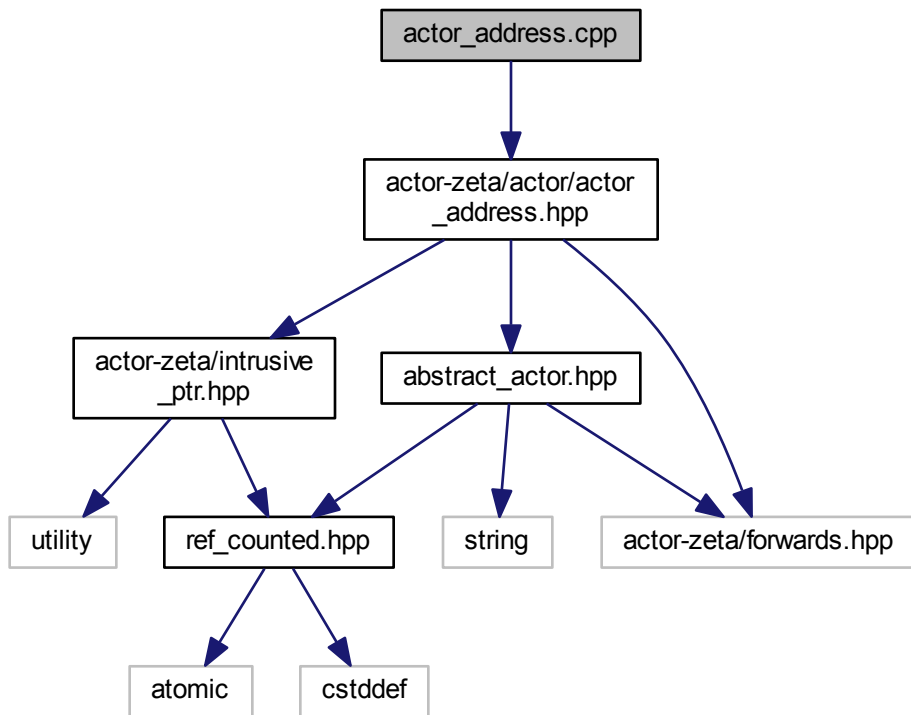 actor_address.cpp
actor-zeta/actor/actor
_address.hpp
actor-zeta/intrusive
_ptr.hpp
abstract_actor.hpp
utility
ref_counted.hpp
string
actor-zeta/forwards.hpp
atomic
cstddef